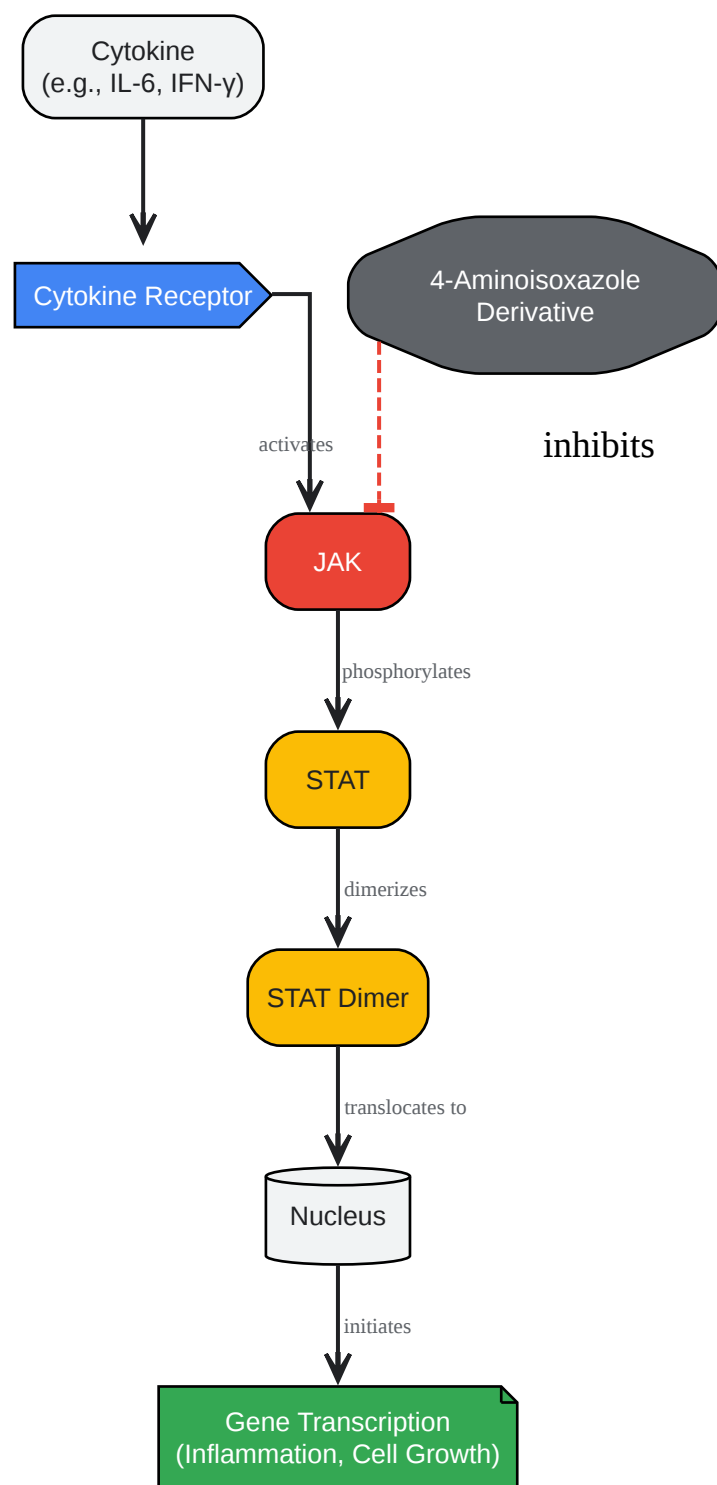 Cytokine
(e.g., IL-6, IFN-γ)
Cytokine Receptor
4-Aminoisoxazole
Derivative
activates
inhibits
JAK
phosphorylates
STAT
dimerizes
STAT Dimer
translocates to
Nucleus
initiates
Gene Transcription
(Inflammation, Cell Growth)